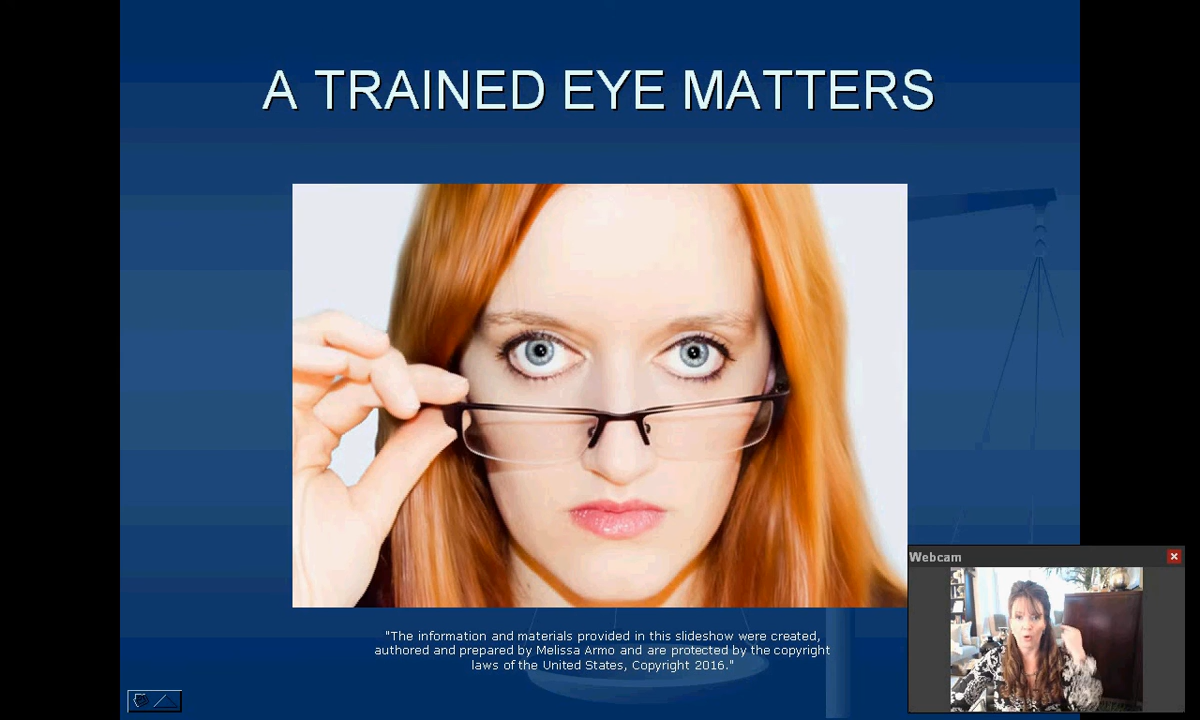 A TRAINED EYE MATTERS
"The information and materials provided in this slideshow were created,
authored and prepared by Melissa Armo and are protected by the copyright
laws of the United States, Copyright 2016."
Webcam